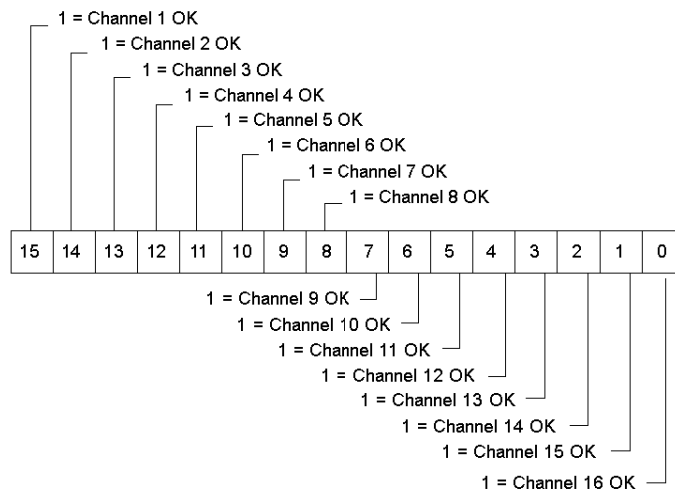 1 = Channel 1 OK
1 = Channel 2 OK
1 = Channel 3 OK
1 = Channel 4 OK
1 = Channel 5 OK
1 = Channel 6 OK
1 = Channel 7 OK
1 = Channel 8 OK
15 14 13 12 11 10 9 8 7 6 5 4 3 2 1 0
1 = Channel 9 OK
1 = Channel 10 OK
1 = Channel 11 OK
1 = Channel 12 OK
1 = Channel 13 OK
1 = Channel 14 OK
1 = Channel 15 OK
1 = Channel 16 OK